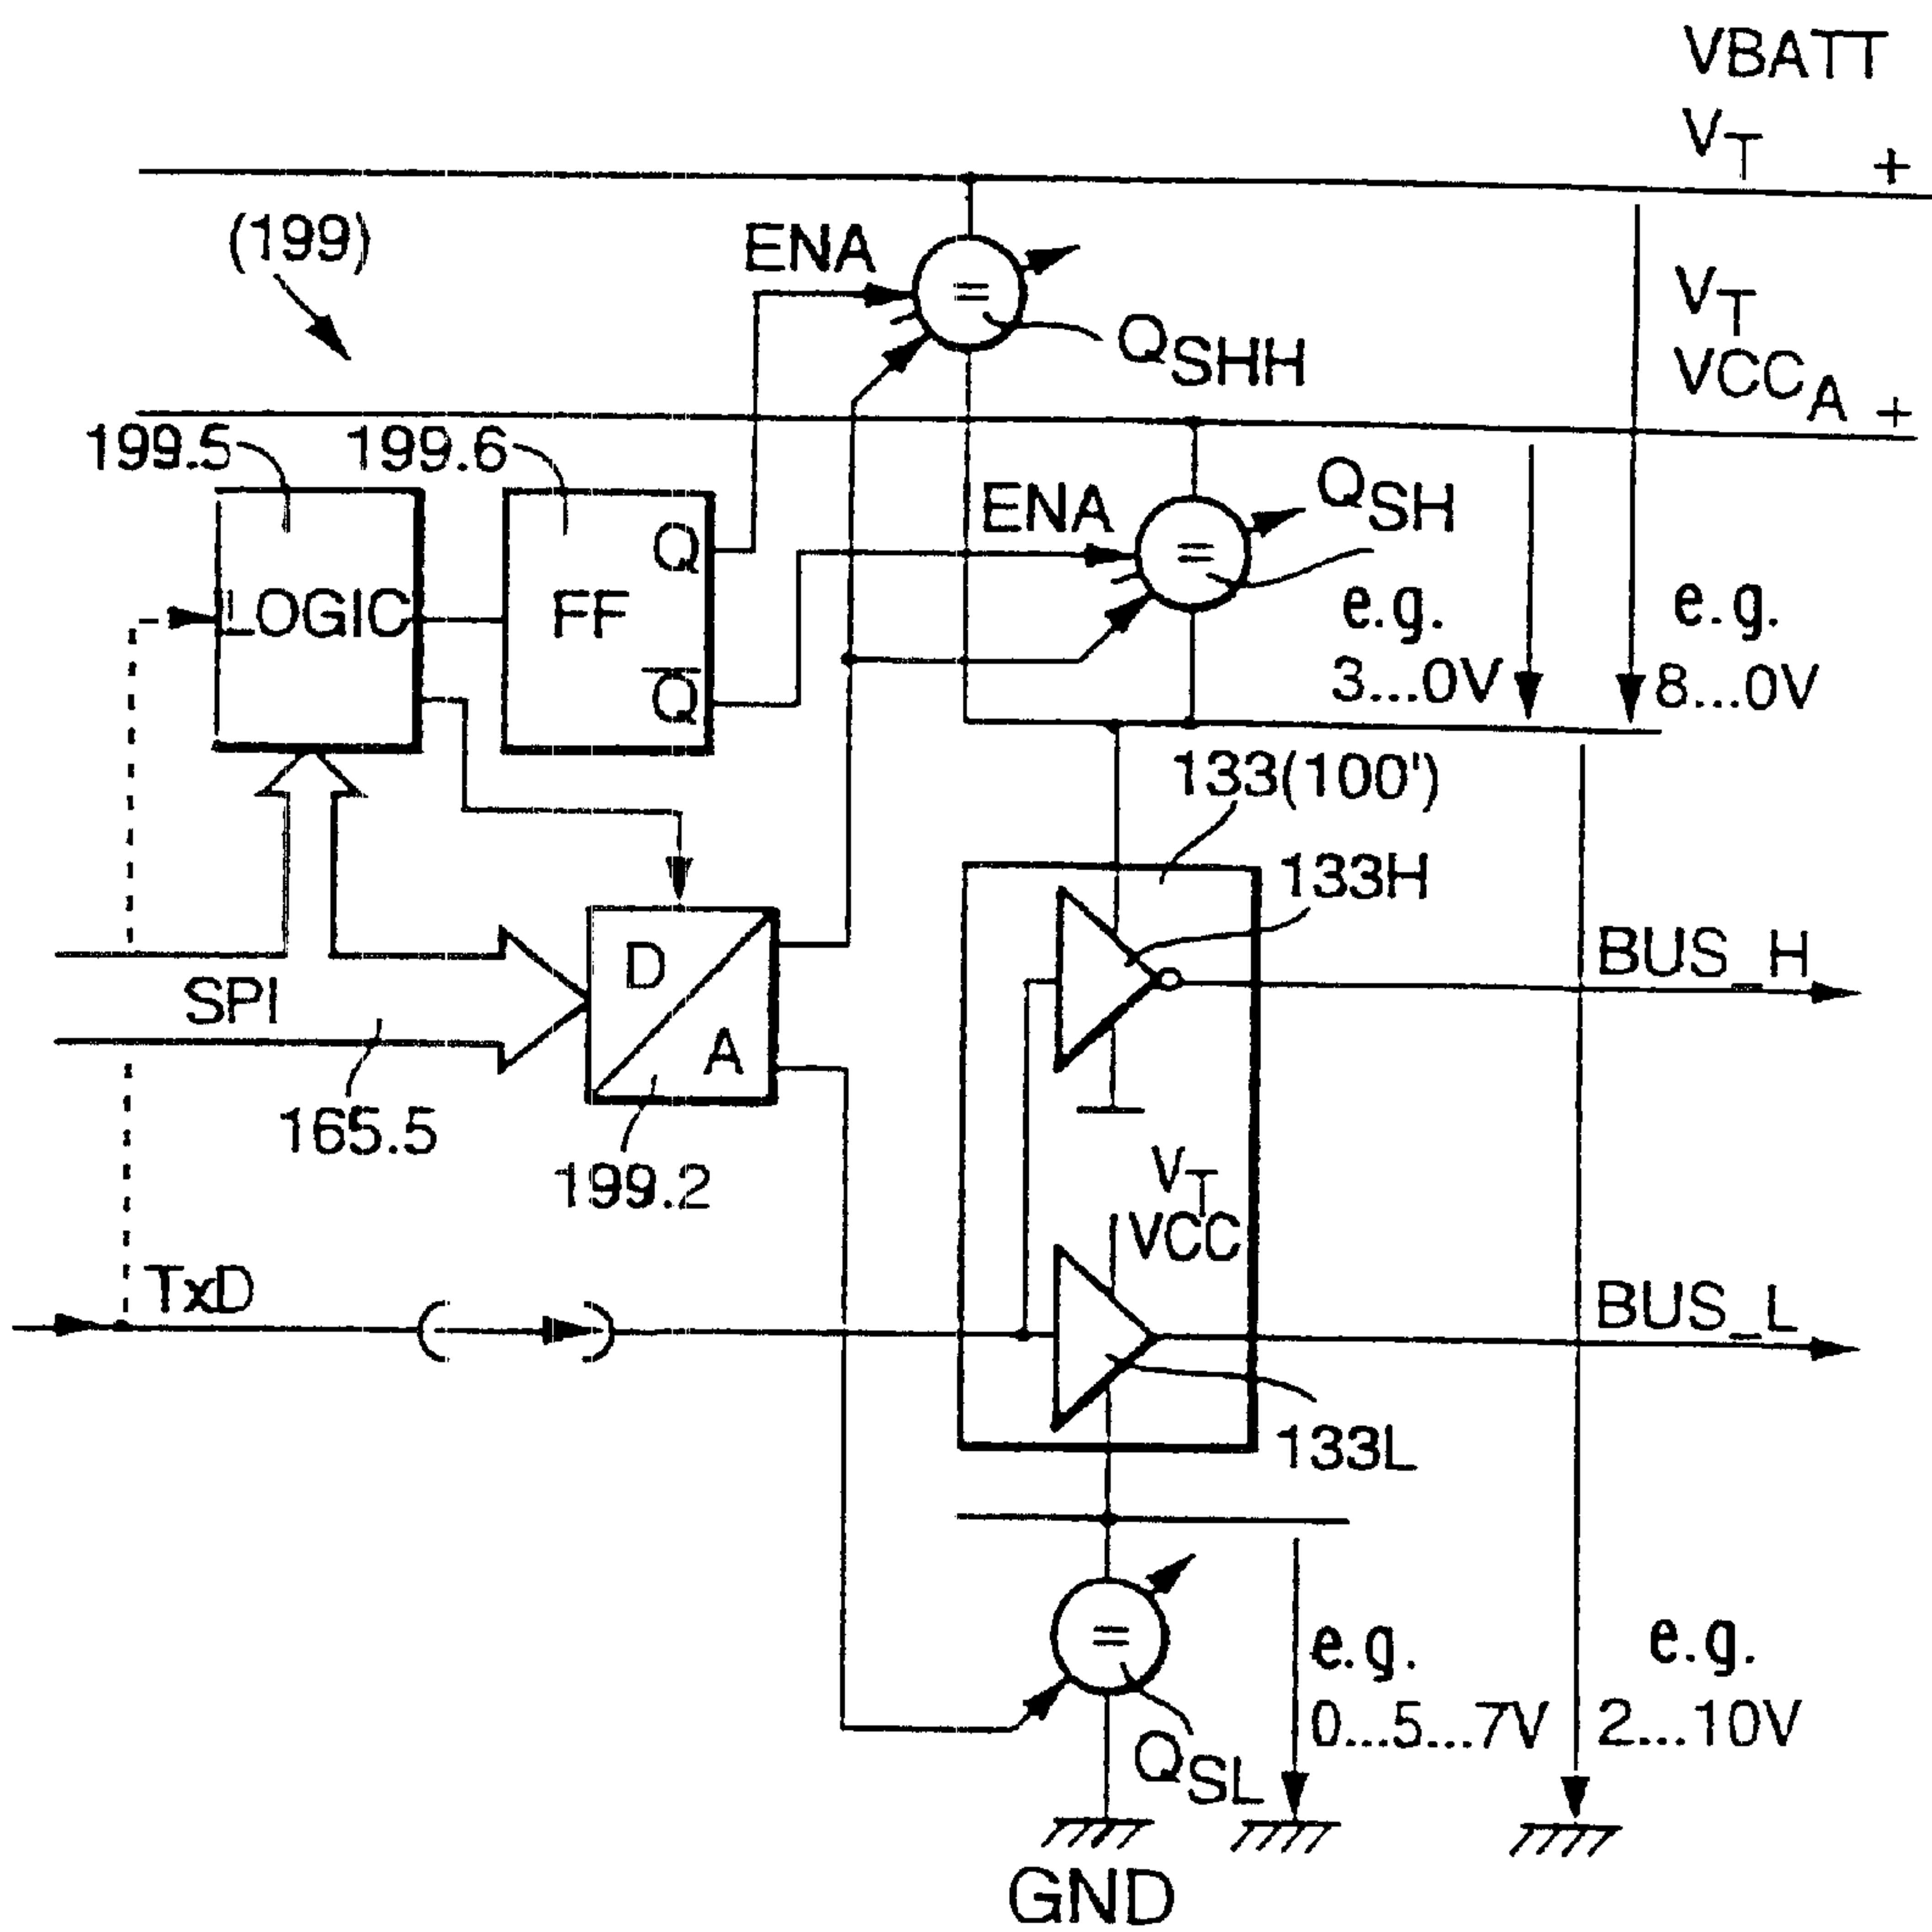 VBATT
V_T +
(199)
ENA
=
Q_SHH
V_T
VCC_A +
199.5
199.6
ENA
=
Q_SH
Q
LOGIC
FF
e.g.
3...0V
e.g.
8...0V
Q̅
133(100')
133H
D
A
BUS_H
SPI
165.5
199.2
V_T
VCC
TxD
BUS_L
133L
=
e.g.
0...5...7V
e.g.
2...10V
Q_SL
GND